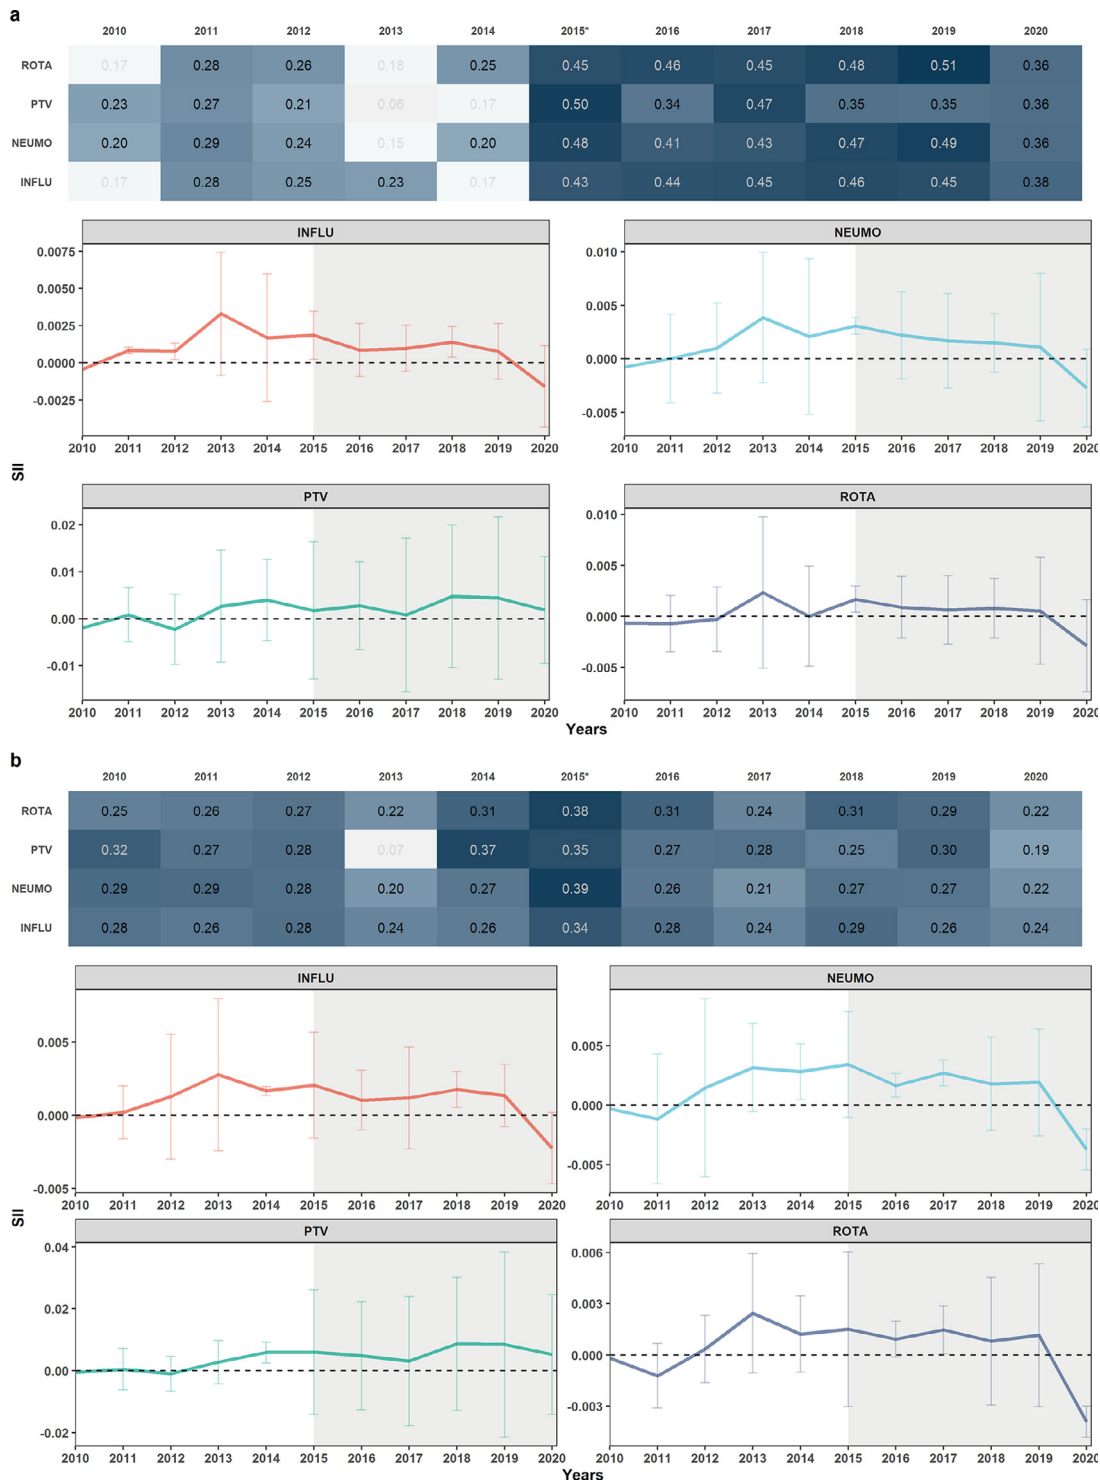 a
2010 2011 2012 2013 2014 2015* 2016 2017 2018 2019 2020
ROTA 0.17 0.28 0.26 0.18 0.25 0.45 0.46 0.45 0.48 0.51 0.36
PTV 0.23 0.27 0.21 0.06 0.17 0.50 0.34 0.47 0.35 0.35 0.36
NEUMO 0.20 0.29 0.24 0.15 0.20 0.48 0.41 0.43 0.47 0.49 0.36
INFLU 0.17 0.28 0.25 0.23 0.17 0.43 0.44 0.45 0.46 0.45 0.38
INFLU
0.0075
0.0050
0.0025
0.0000
-0.0025
2010 2011 2012 2013 2014 2015 2016 2017 2018 2019 2020
NEUMO
0.010
0.005
0.000
-0.005
2010 2011 2012 2013 2014 2015 2016 2017 2018 2019 2020
SII
PTV
0.02
0.01
0.00
-0.01
2010 2011 2012 2013 2014 2015 2016 2017 2018 2019 2020
ROTA
0.010
0.005
0.000
-0.005
2010 2011 2012 2013 2014 2015 2016 2017 2018 2019 2020
Years
b
2010 2011 2012 2013 2014 2015* 2016 2017 2018 2019 2020
ROTA 0.25 0.26 0.27 0.22 0.31 0.38 0.31 0.24 0.31 0.29 0.22
PTV 0.32 0.27 0.28 0.07 0.37 0.35 0.27 0.28 0.25 0.30 0.19
NEUMO 0.29 0.29 0.28 0.20 0.27 0.39 0.26 0.21 0.27 0.27 0.22
INFLU 0.28 0.26 0.28 0.24 0.26 0.34 0.28 0.24 0.29 0.26 0.24
INFLU
0.005
0.000
-0.005
2010 2011 2012 2013 2014 2015 2016 2017 2018 2019 2020
NEUMO
0.005
0.000
-0.005
2010 2011 2012 2013 2014 2015 2016 2017 2018 2019 2020
SII
PTV
0.04
0.02
0.00
-0.02
2010 2011 2012 2013 2014 2015 2016 2017 2018 2019 2020
ROTA
0.006
0.003
0.000
-0.003
2010 2011 2012 2013 2014 2015 2016 2017 2018 2019 2020
Years